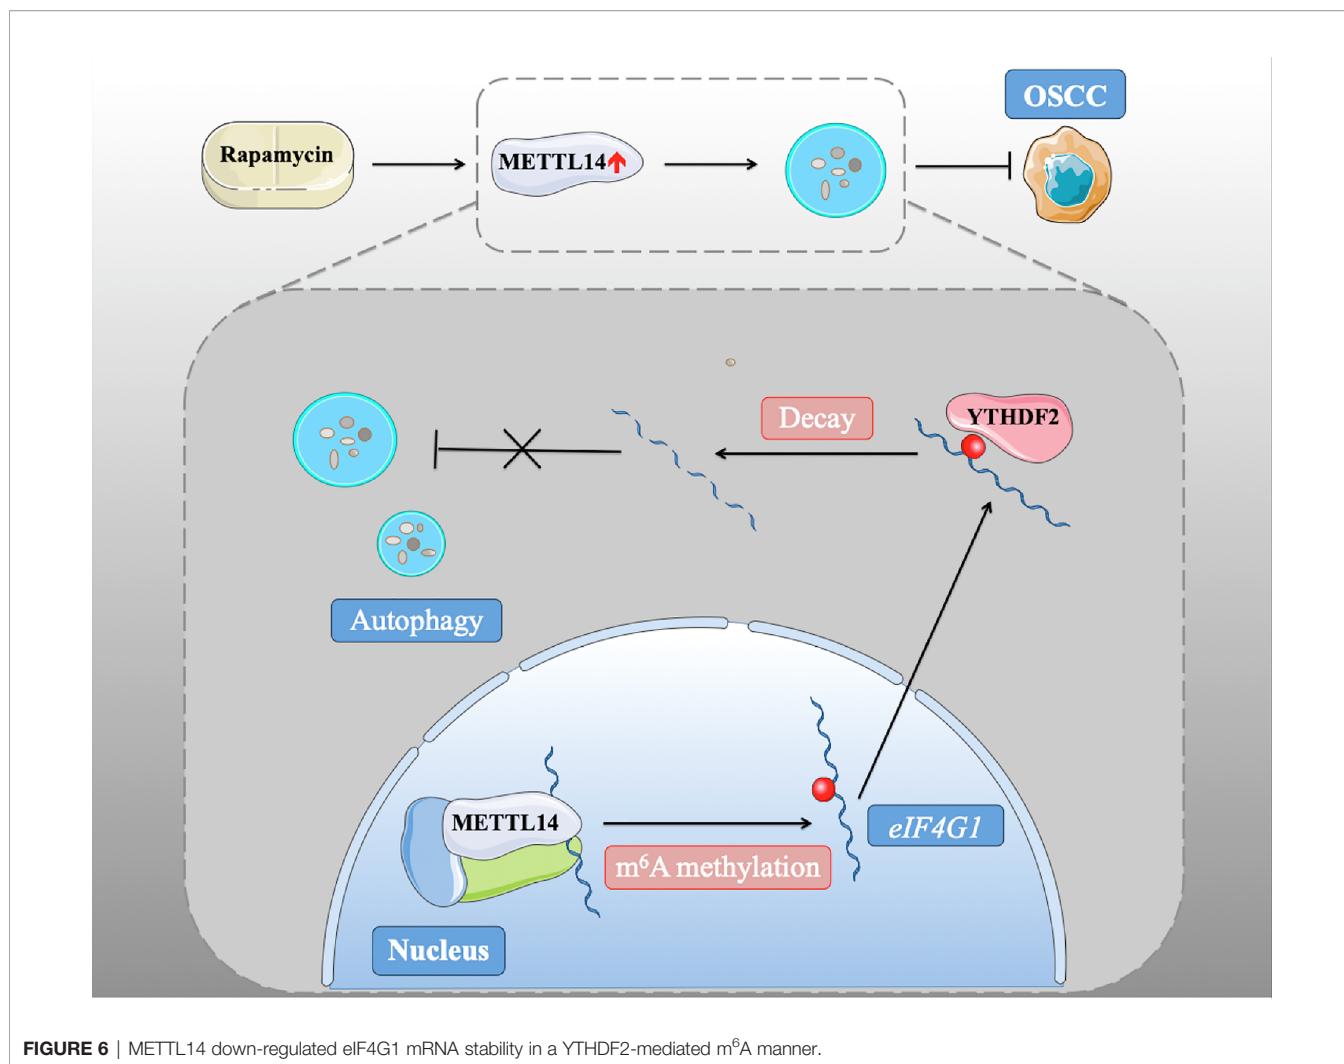 OSCC
Rapamycin
METTL14
Decay
YTHDF2
Autophagy
METTL14
eIF4G1
m⁶A methylation
Nucleus
FIGURE 6 | METTL14 down-regulated eIF4G1 mRNA stability in a YTHDF2-mediated m⁶A manner.